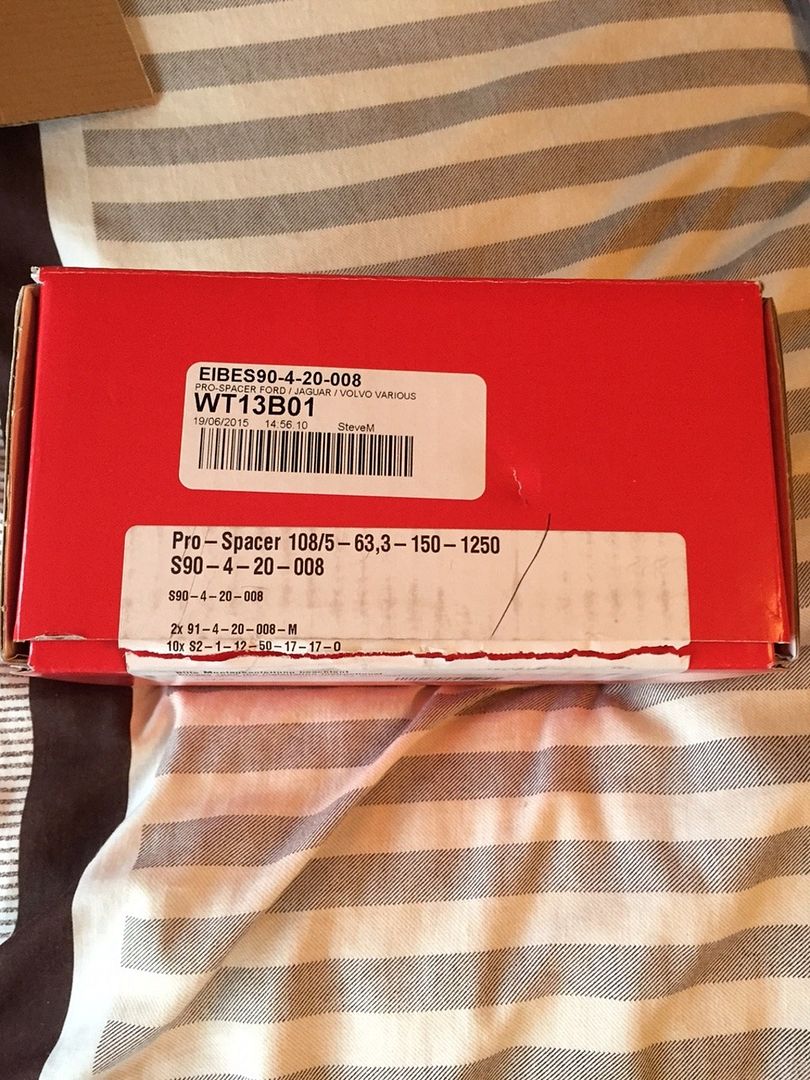 EIBES90-4-20-008
PRO-SPACER FORD / JAGUAR / VOLVO VARIOUS
WT13B01
19/06/2015 14:56.10 SteveM
Pro-Spacer 108/5-63,3-150-1250
S90-4-20-008
S90-4-20-008
2x 91-4-20-008-M
10x S2-1-12-50-17-17-0